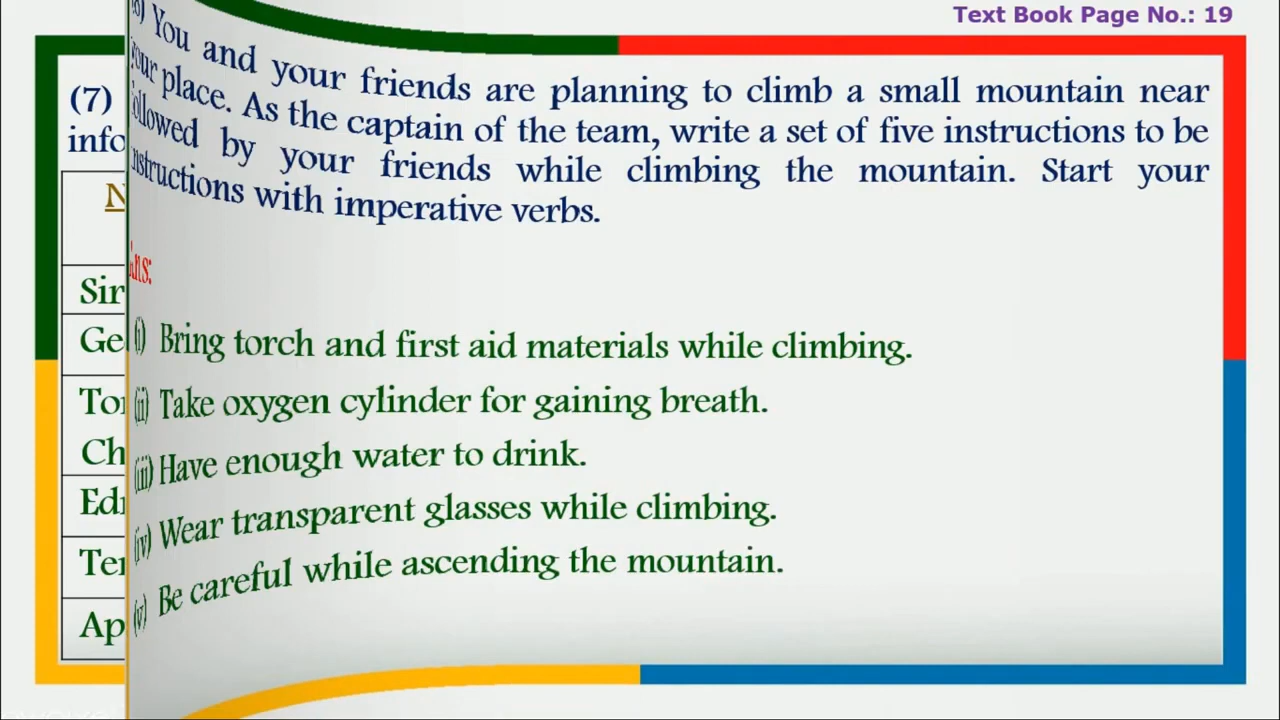 Text Book Page No.: 19
You and your friends are planning to climb a small mountain near
your place. As the captain of the team, write a set of five instructions to be
followed by your friends while climbing the mountain. Start your
instructions with imperative verbs.
Ans:
(i) Bring torch and first aid materials while climbing.
(ii) Take oxygen cylinder for gaining breath.
(iii) Have enough water to drink.
(iv) Wear transparent glasses while climbing.
(v) Be careful while ascending the mountain.
(7)
info
N
Sir
Ge
Tor
Ch
Ed
Ter
Ap